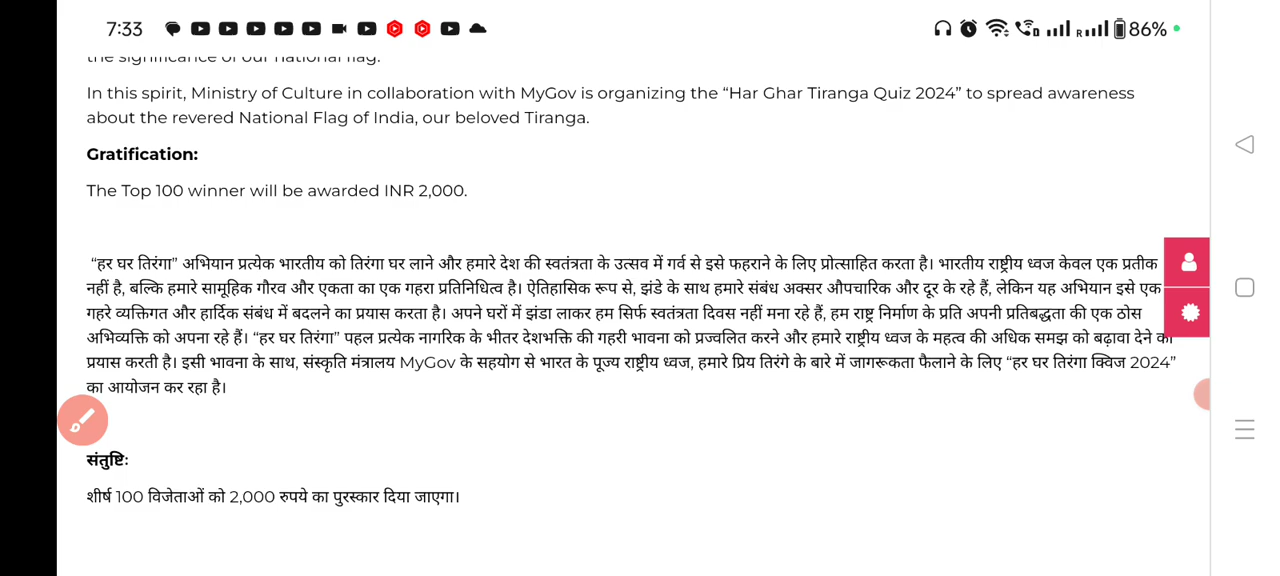 7:33
86%
the significance of our national flag.
In this spirit, Ministry of Culture in collaboration with MyGov is organizing the “Har Ghar Tiranga Quiz 2024” to spread awareness
about the revered National Flag of India, our beloved Tiranga.
Gratification:
The Top 100 winner will be awarded INR 2,000.
“हर घर तिरंगा” अभियान प्रत्येक भारतीय को तिरंगा घर लाने और हमारे देश की स्वतंत्रता के उत्सव में गर्व से इसे फहराने के लिए प्रोत्साहित करता है। भारतीय राष्ट्रीय ध्वज केवल एक प्रतीक
नहीं है, बल्कि हमारे सामूहिक गौरव और एकता का एक गहरा प्रतिनिधित्व है। ऐतिहासिक रूप से, झंडे के साथ हमारे संबंध अक्सर औपचारिक और दूर के रहे हैं, लेकिन यह अभियान इसे एक
गहरे व्यक्तिगत और हार्दिक संबंध में बदलने का प्रयास करता है। अपने घरों में झंडा लाकर हम सिर्फ स्वतंत्रता दिवस नहीं मना रहे हैं, हम राष्ट्र निर्माण के प्रति अपनी प्रतिबद्धता की एक ठोस
अभिव्यक्ति को अपना रहे हैं। “हर घर तिरंगा” पहल प्रत्येक नागरिक के भीतर देशभक्ति की गहरी भावना को प्रज्वलित करने और हमारे राष्ट्रीय ध्वज के महत्व की अधिक समझ को बढ़ावा देने का
प्रयास करती है। इसी भावना के साथ, संस्कृति मंत्रालय MyGov के सहयोग से भारत के पूज्य राष्ट्रीय ध्वज, हमारे प्रिय तिरंगे के बारे में जागरूकता फैलाने के लिए “हर घर तिरंगा क्विज 2024”
का आयोजन कर रहा है।
संतुष्टि:
शीर्ष 100 विजेताओं को 2,000 रुपये का पुरस्कार दिया जाएगा।